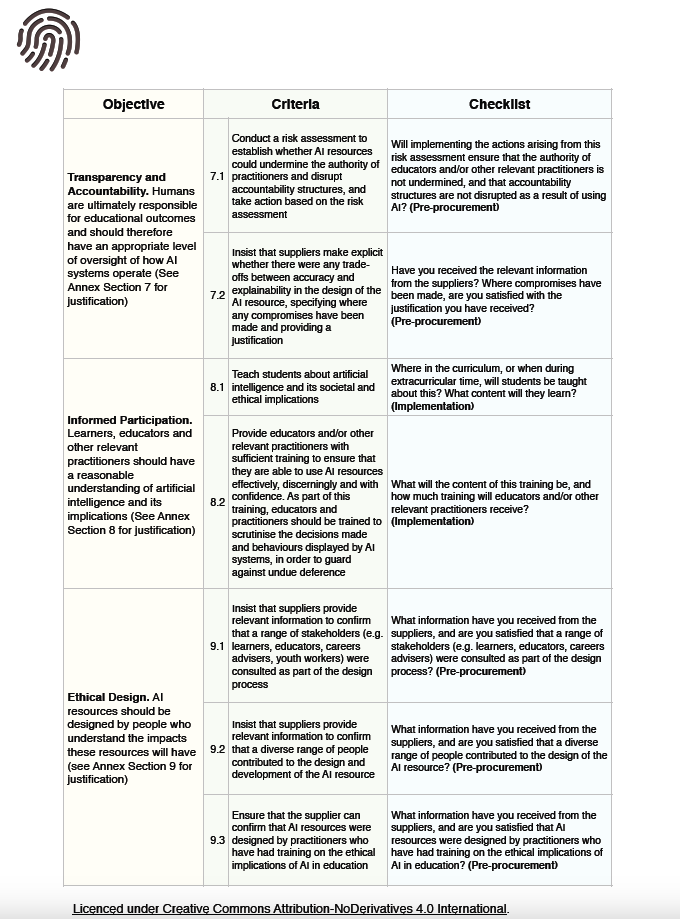 Objective
Criteria
Checklist
Transparency and
Accountability. Humans
are ultimately responsible
for educational outcomes
and should therefore
have an appropriate level
of oversight of how AI
systems operate (See
Annex Section 7 for
justification)
7.1
Conduct a risk assessment to
establish whether AI resources
could undermine the authority of
practitioners and disrupt
accountability structures, and
take action based on the risk
assessment
Will implementing the actions arising from this
risk assessment ensure that the authority of
educators and/or other relevant practitioners is
not undermined, and that accountability
structures are not disrupted as a result of using
AI? (Pre-procurement)
7.2
Insist that suppliers make explicit
whether there were any trade-
offs between accuracy and
explainability in the design of the
AI resource, specifying where
any compromises have been
made and providing a
justification
Have you received the relevant information
from the suppliers? Where compromises have
been made, are you satisfied with the
justification you have received?
(Pre-procurement)
Informed Participation.
Learners, educators and
other relevant
practitioners should have
a reasonable
understanding of artificial
intelligence and its
implications (See Annex
Section 8 for justification)
8.1
Teach students about artificial
intelligence and its societal and
ethical implications
Where in the curriculum, or when during
extracurricular time, will students be taught
about this? What content will they learn?
(Implementation)
8.2
Provide educators and/or other
relevant practitioners with
sufficient training to ensure that
they are able to use AI resources
effectively, discerningly and with
confidence. As part of this
training, educators and
practitioners should be trained to
scrutinise the decisions made
and behaviours displayed by AI
systems, in order to guard
against undue deference
What will the content of this training be, and
how much training will educators and/or other
relevant practitioners receive?
(Implementation)
Ethical Design. AI
resources should be
designed by people who
understand the impacts
these resources will have
(see Annex Section 9 for
justification)
9.1
Insist that suppliers provide
relevant information to confirm
that a range of stakeholders (e.g.
learners, educators, careers
advisers, youth workers) were
consulted as part of the design
process
What information have you received from the
suppliers, and are you satisfied that a range of
stakeholders (e.g. learners, educators, careers
advisers) were consulted as part of the design
process? (Pre-procurement)
9.2
Insist that suppliers provide
relevant information to confirm
that a diverse range of people
contributed to the design and
development of the AI resource
What information have you received from the
suppliers, and are you satisfied that a diverse
range of people contributed to the design of the
AI resource? (Pre-procurement)
9.3
Ensure that the supplier can
confirm that AI resources were
designed by practitioners who
have had training on the ethical
implications of AI in education
What information have you received from the
suppliers, and are you satisfied that AI
resources were designed by practitioners who
have had training on the ethical implications of
AI in education? (Pre-procurement)
Licenced under Creative Commons Attribution-NoDerivatives 4.0 International.